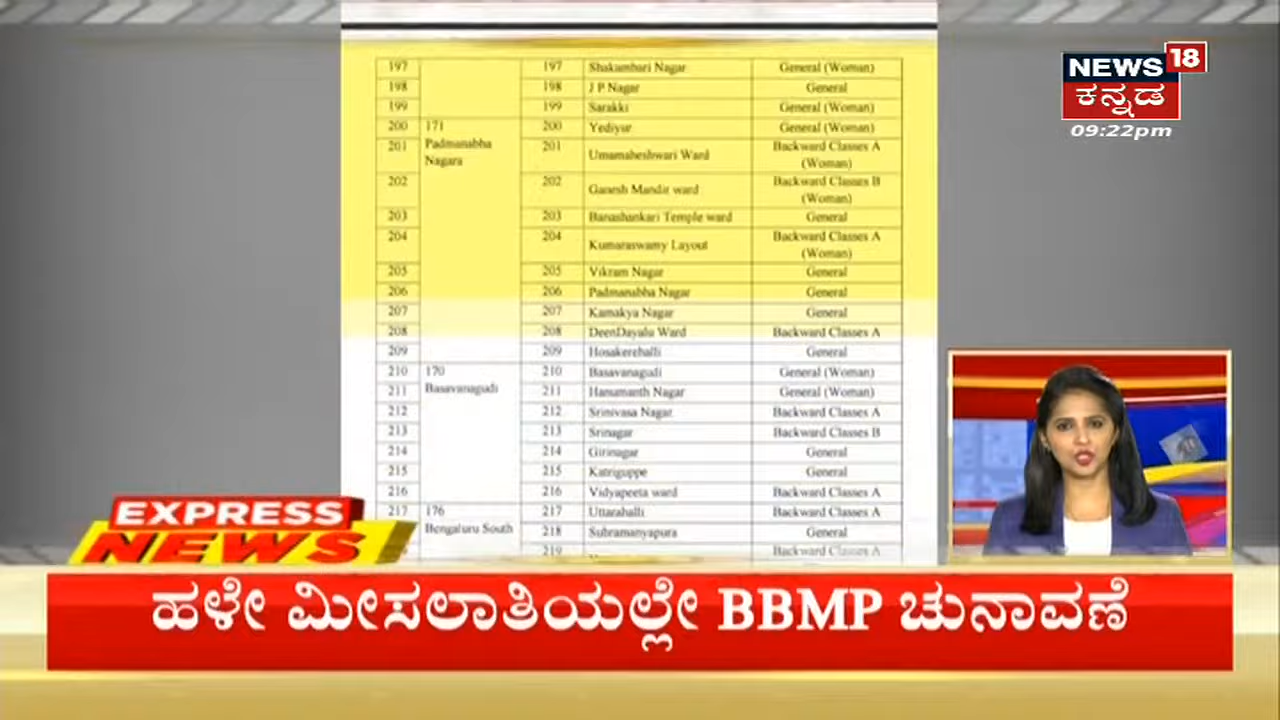 197 197 Shakambari Nagar General (Woman)
198 198 J P Nagar General
199 199 Sarakki General (Woman)
200 171 200 Yediyur General (Woman)
201 Padmanabha Nagara 201 Umamaheshwari Ward Backward Classes A (Woman)
202 202 Ganesh Mandir ward Backward Classes B (Woman)
203 203 Banashankari Temple ward General
204 204 Kumaraswamy Layout Backward Classes A (Woman)
205 205 Vikram Nagar General
206 206 Padmanabha Nagar General
207 207 Kamakya Nagar General
208 208 DeenDayalu Ward Backward Classes A
209 209 Hosakerehalli General
210 170 210 Basavanagudi General (Woman)
211 Basavanagudi 211 Hanumanth Nagar General (Woman)
212 212 Srinivasa Nagar Backward Classes A
213 213 Srinagar Backward Classes B
214 214 Girinagar General
215 215 Katriguppe General
216 216 Vidyapeeta ward Backward Classes A
217 176 217 Uttarahalli Backward Classes A
Bengaluru South 218 Subramanyapura General
219 Backward Classes A
NEWS 18
ಕನ್ನಡ
09:22pm
EXPRESS
NEWS
ಹಳೇ ಮೀಸಲಾತಿಯಲ್ಲೇ BBMP ಚುನಾವಣೆ